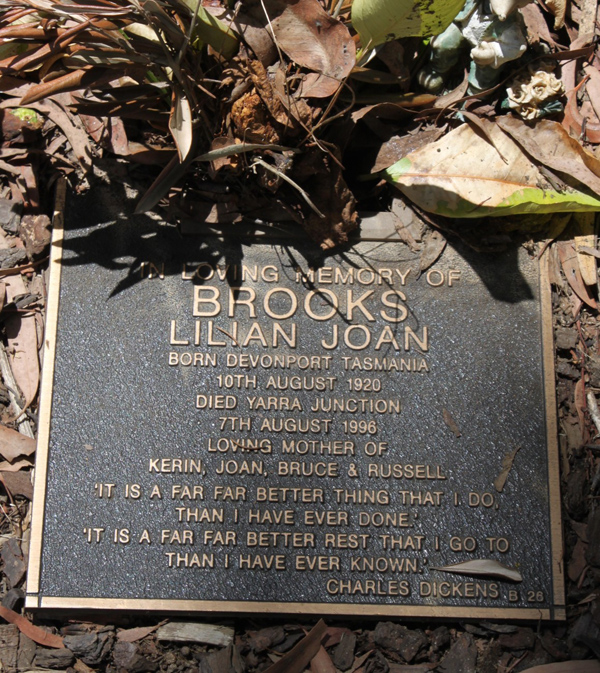 IN LOVING MEMORY OF
BROOKS
LILIAN JOAN
BORN DEVONPORT TASMANIA
10TH AUGUST 1920
DIED YARRA JUNCTION
7TH AUGUST 1996
LOVING MOTHER OF
KERIN, JOAN, BRUCE & RUSSELL
'IT IS A FAR FAR BETTER THING THAT I DO,
THAN I HAVE EVER DONE.'
'IT IS A FAR FAR BETTER REST THAT I GO TO
THAN I HAVE EVER KNOWN.'
CHARLES DICKENS B.26